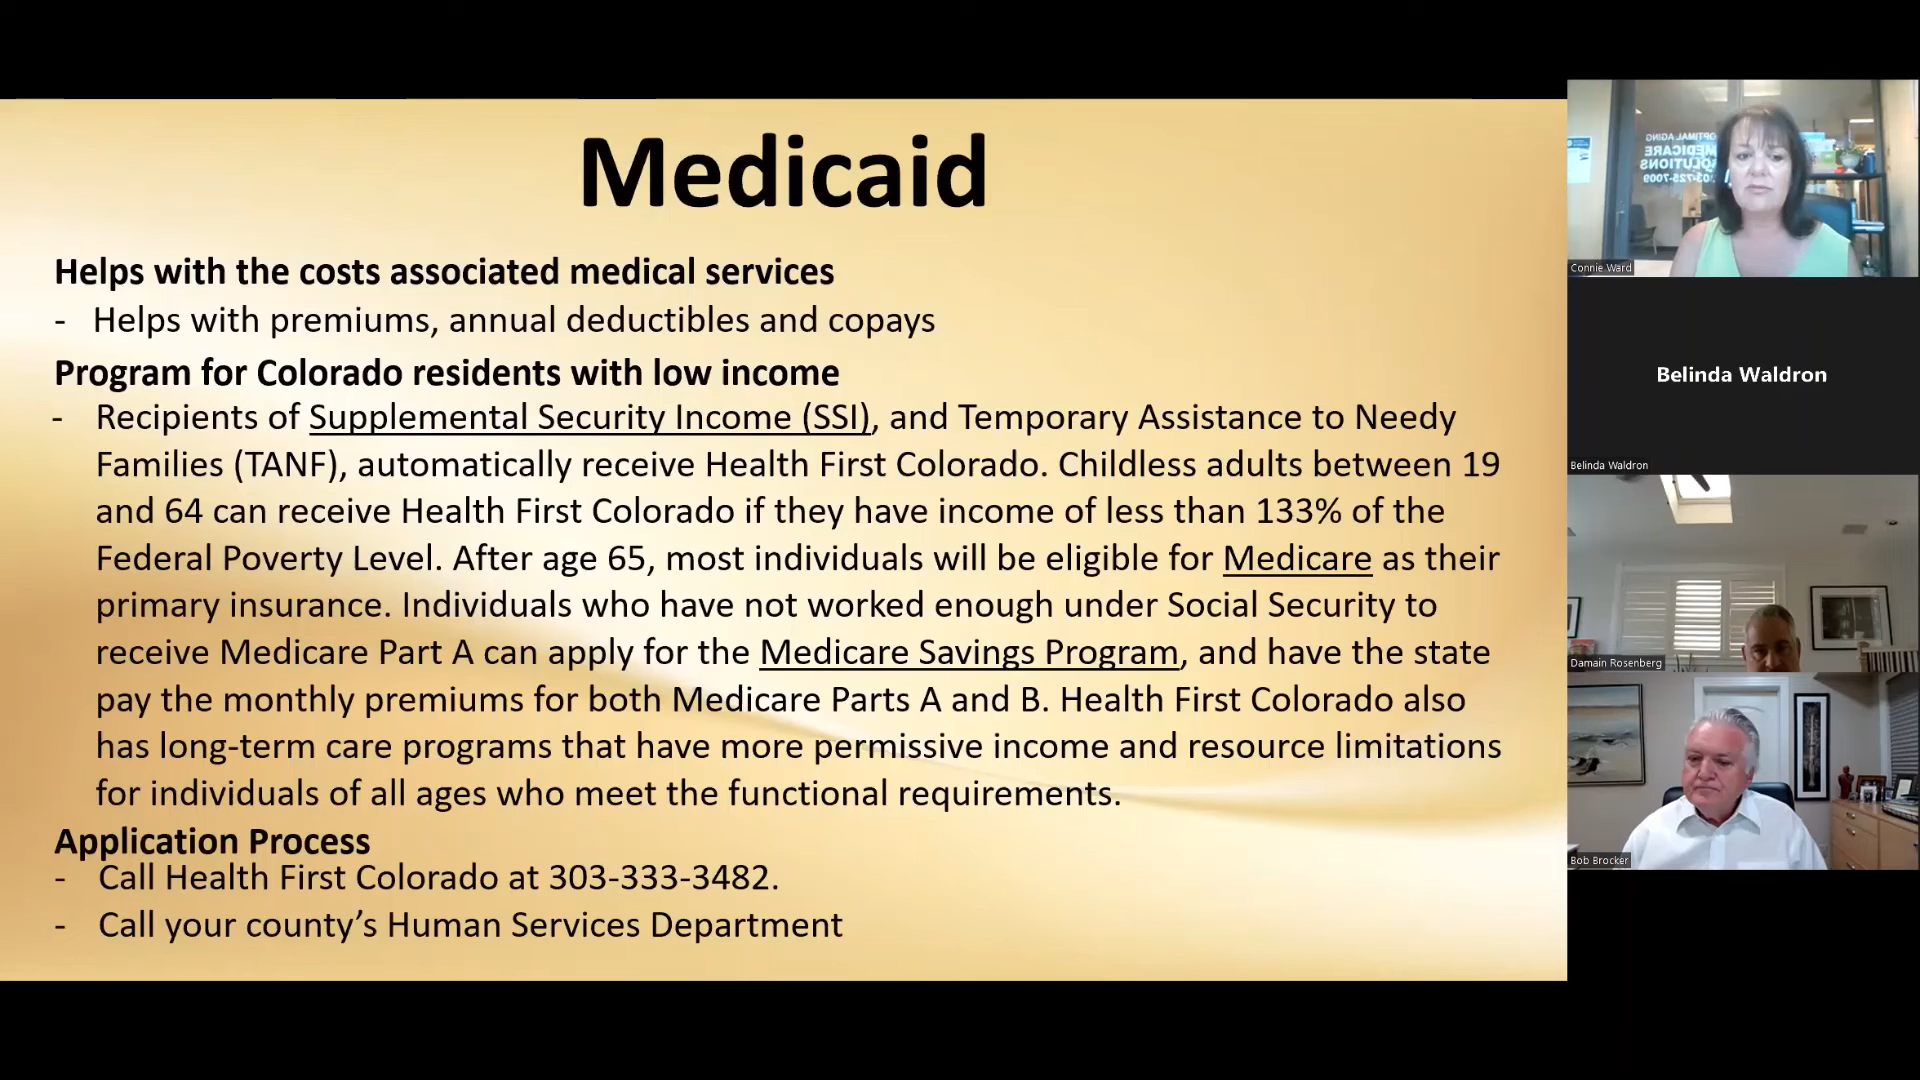 Medicaid
Helps with the costs associated medical services
- Helps with premiums, annual deductibles and copays
Program for Colorado residents with low income
- Recipients of Supplemental Security Income (SSI), and Temporary Assistance to Needy
Families (TANF), automatically receive Health First Colorado. Childless adults between 19
and 64 can receive Health First Colorado if they have income of less than 133% of the
Federal Poverty Level. After age 65, most individuals will be eligible for Medicare as their
primary insurance. Individuals who have not worked enough under Social Security to
receive Medicare Part A can apply for the Medicare Savings Program, and have the state
pay the monthly premiums for both Medicare Parts A and B. Health First Colorado also
has long-term care programs that have more permissive income and resource limitations
for individuals of all ages who meet the functional requirements.
Application Process
- Call Health First Colorado at 303-333-3482.
- Call your county’s Human Services Department
OPTIMAL AGING
MEDICARE
SOLUTIONS
03-725-7009
Connie Ward
Belinda Waldron
Belinda Waldron
Damain Rosenberg
Bob Brocker